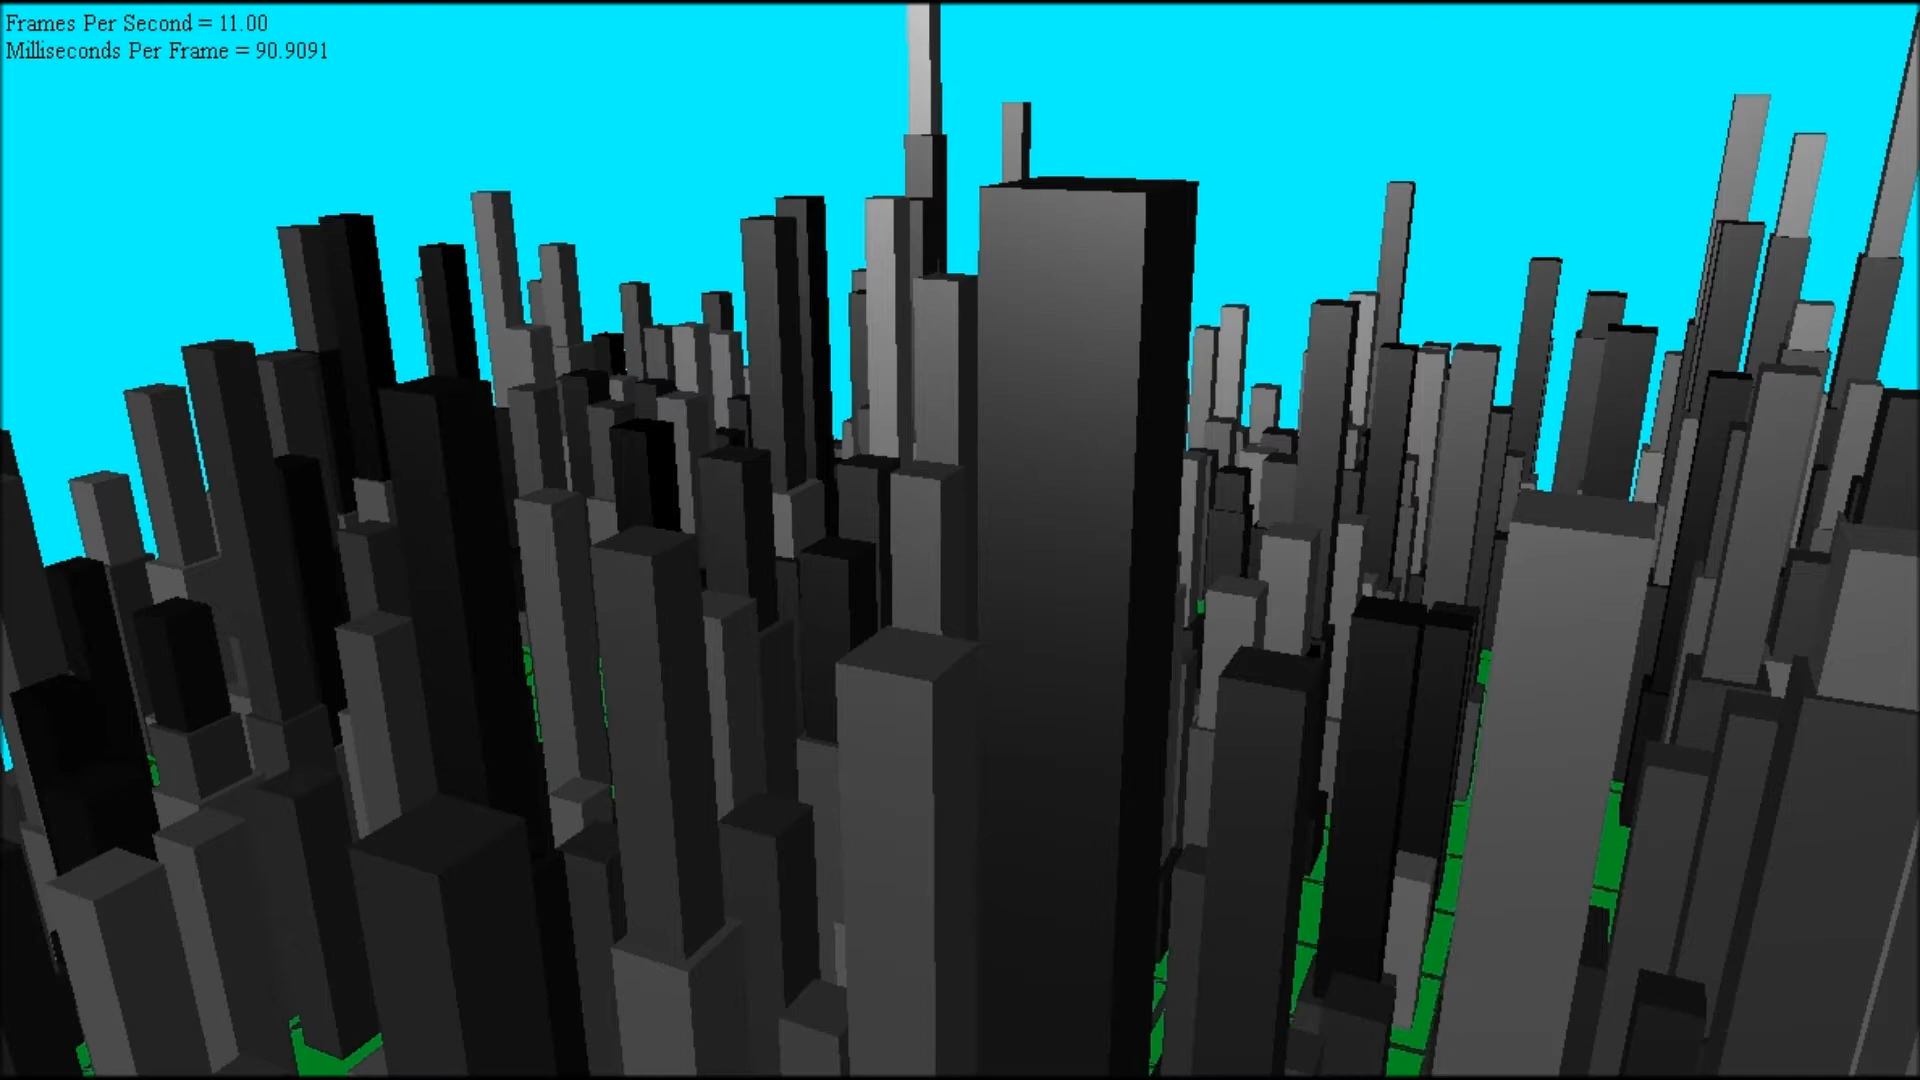 Frames Per Second = 11.00
Milliseconds Per Frame = 90.9091